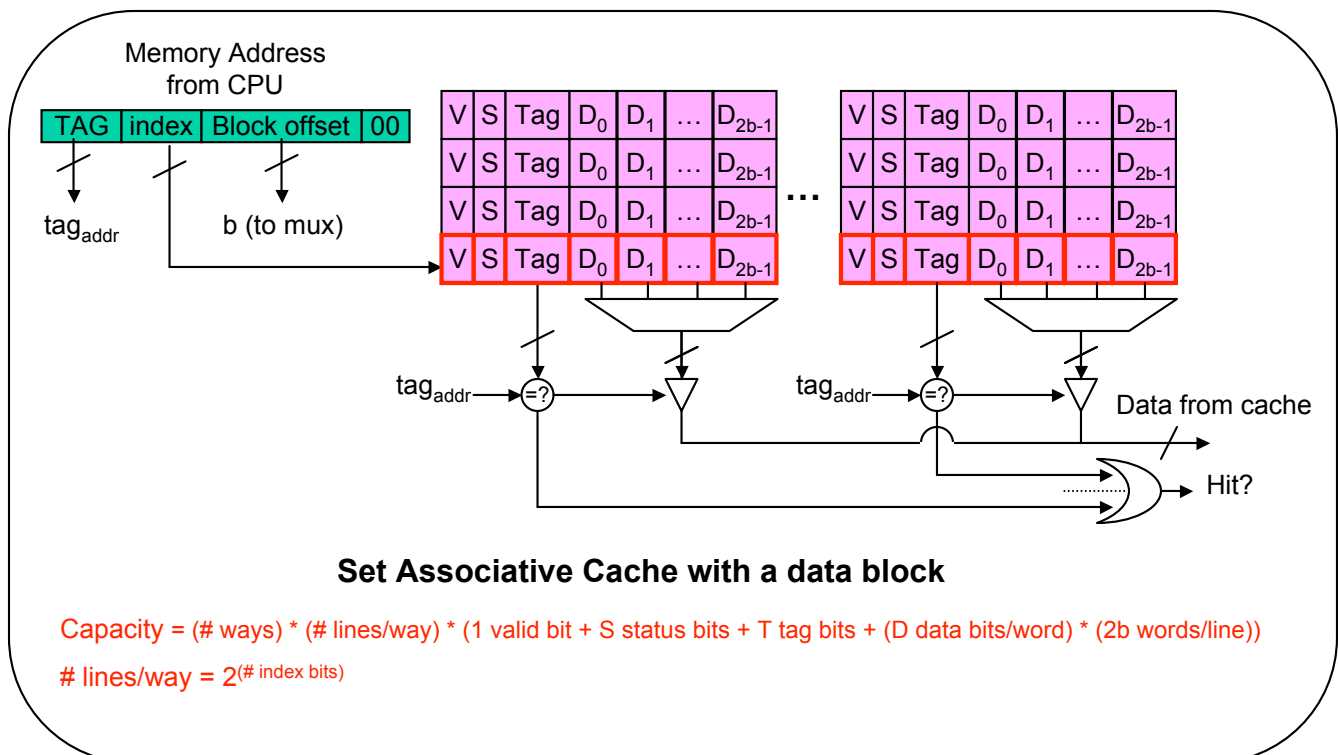 Memory Address
from CPU
TAG index Block offset 00
tag_addr
b (to mux)
V S Tag D_0 D_1 … D_2b-1
V S Tag D_0 D_1 … D_2b-1
V S Tag D_0 D_1 … D_2b-1
V S Tag D_0 D_1 … D_2b-1
...
V S Tag D_0 D_1 … D_2b-1
V S Tag D_0 D_1 … D_2b-1
V S Tag D_0 D_1 … D_2b-1
V S Tag D_0 D_1 … D_2b-1
tag_addr =?
tag_addr =?
Data from cache
Hit?
Set Associative Cache with a data block
Capacity = (# ways) * (# lines/way) * (1 valid bit + S status bits + T tag bits + (D data bits/word) * (2b words/line))
# lines/way = 2^(# index bits)